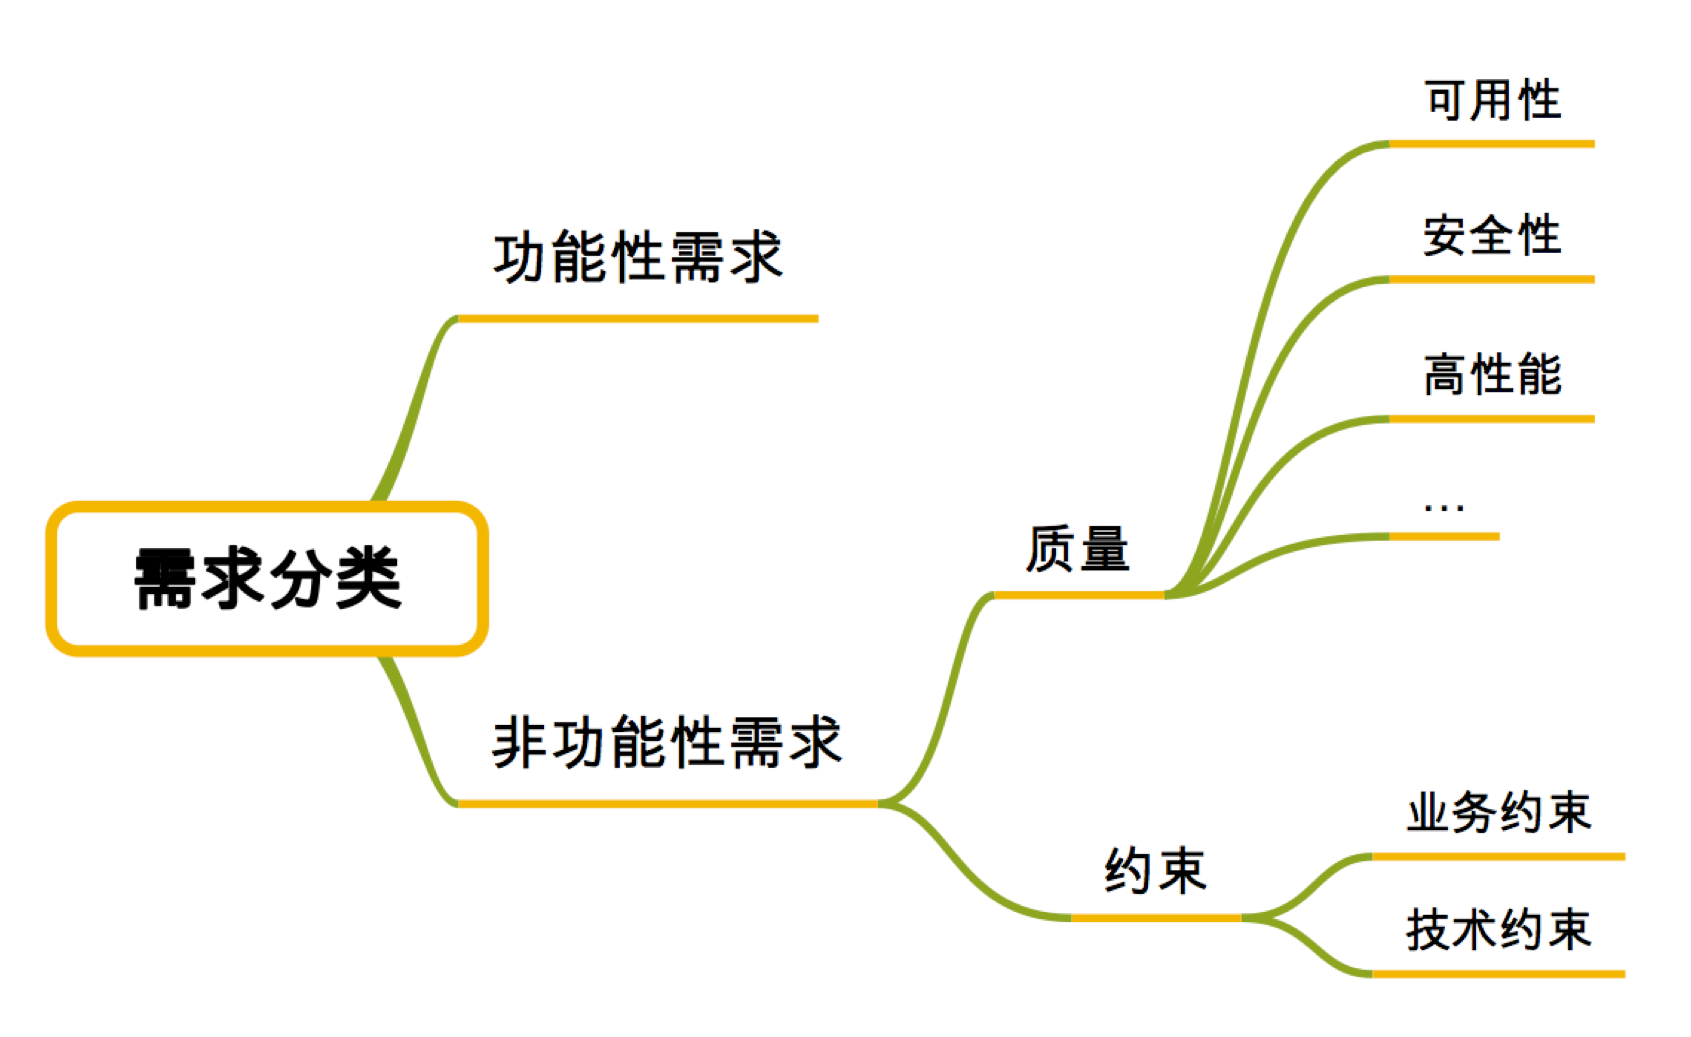 可用性
安全性
功能性需求
高性能
...
质量
需求分类
非功能性需求
业务约束
约束
技术约束